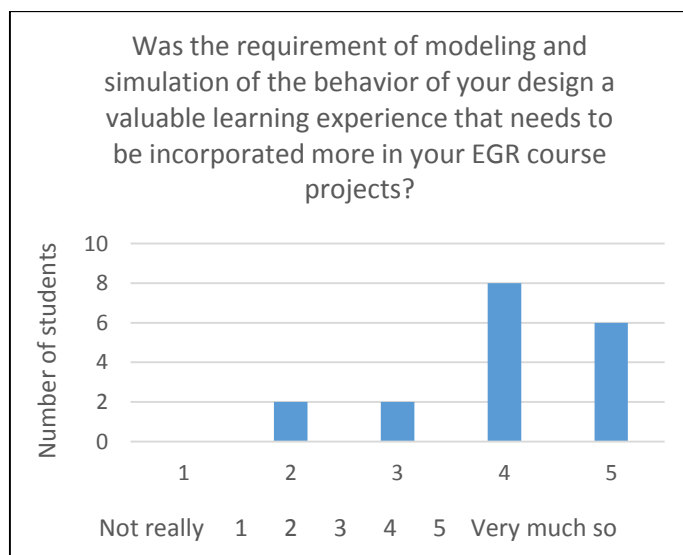 Was the requirement of modeling and
simulation of the behavior of your design a
valuable learning experience that needs to
be incorporated more in your EGR course
projects?
Number of students
10
8
6
4
2
0
1 2 3 4 5
Not really 1 2 3 4 5 Very much so